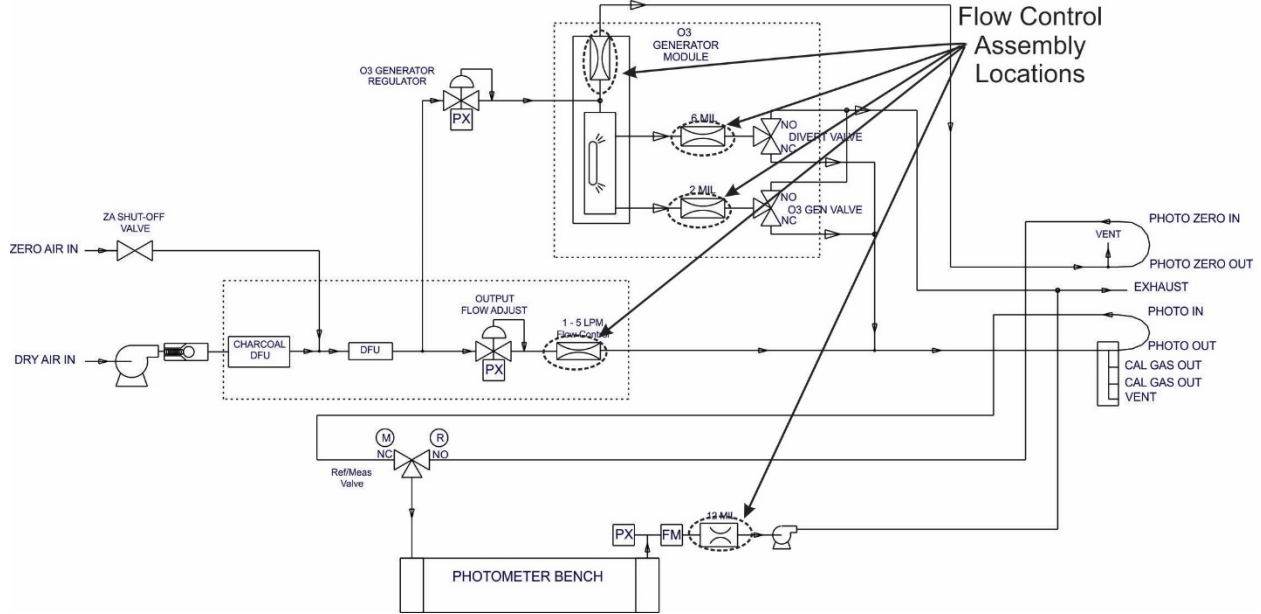 Flow Control
Assembly
Locations
O3
GENERATOR
MODULE
O3 GENERATOR
REGULATOR
PX
6 MIL
NO
DIVERT VALVE
NC
2 MIL
NO
O3 GEN VALVE
NC
ZA SHUT-OFF
VALVE
ZERO AIR IN
PHOTO ZERO IN
VENT
PHOTO ZERO OUT
EXHAUST
OUTPUT
FLOW ADJUST
PX
1 - 5 LPM
Flow Control
CHARCOAL
DFU
DFU
DRY AIR IN
PHOTO IN
PHOTO OUT
CAL GAS OUT
CAL GAS OUT
VENT
M
R
NC
NO
Ref/Meas
Valve
PX
FM
12 MIL
PHOTOMETER BENCH